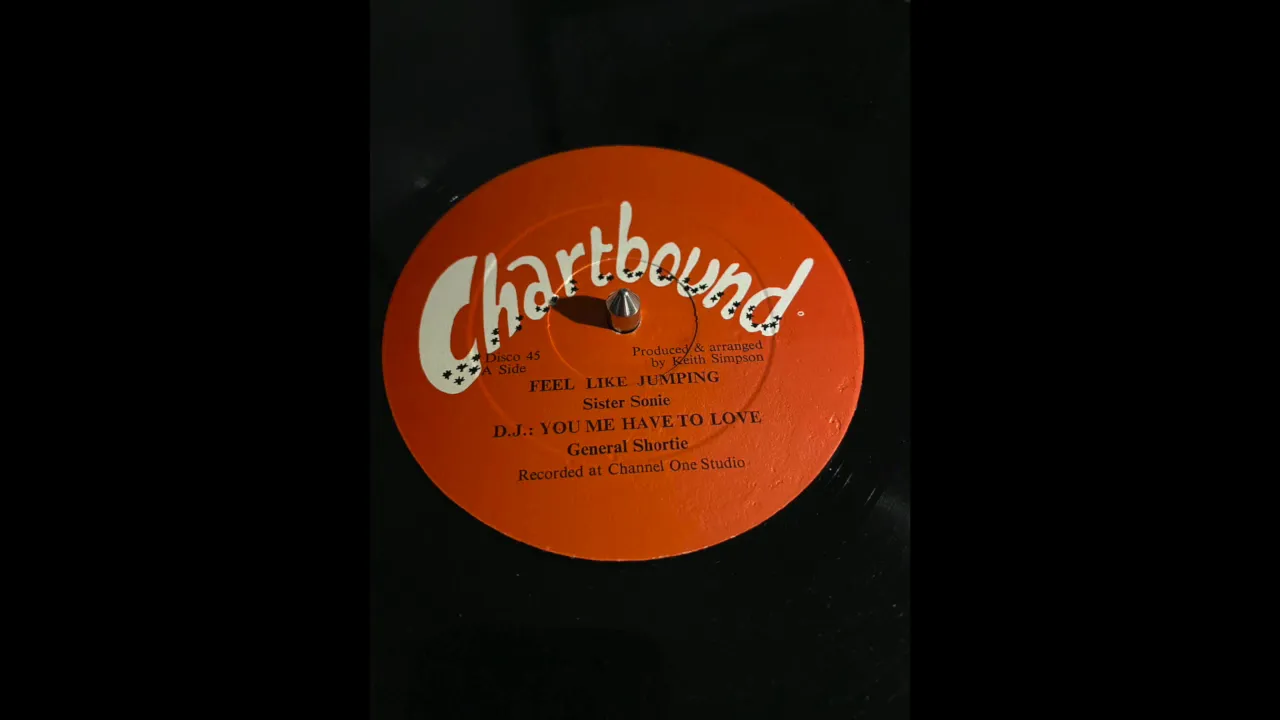 Chartbound
Disco 45
A Side
Produced & arranged
by Keith Simpson
FEEL LIKE JUMPING
Sister Sonie
D.J.: YOU ME HAVE TO LOVE
General Shortie
Recorded at Channel One Studio